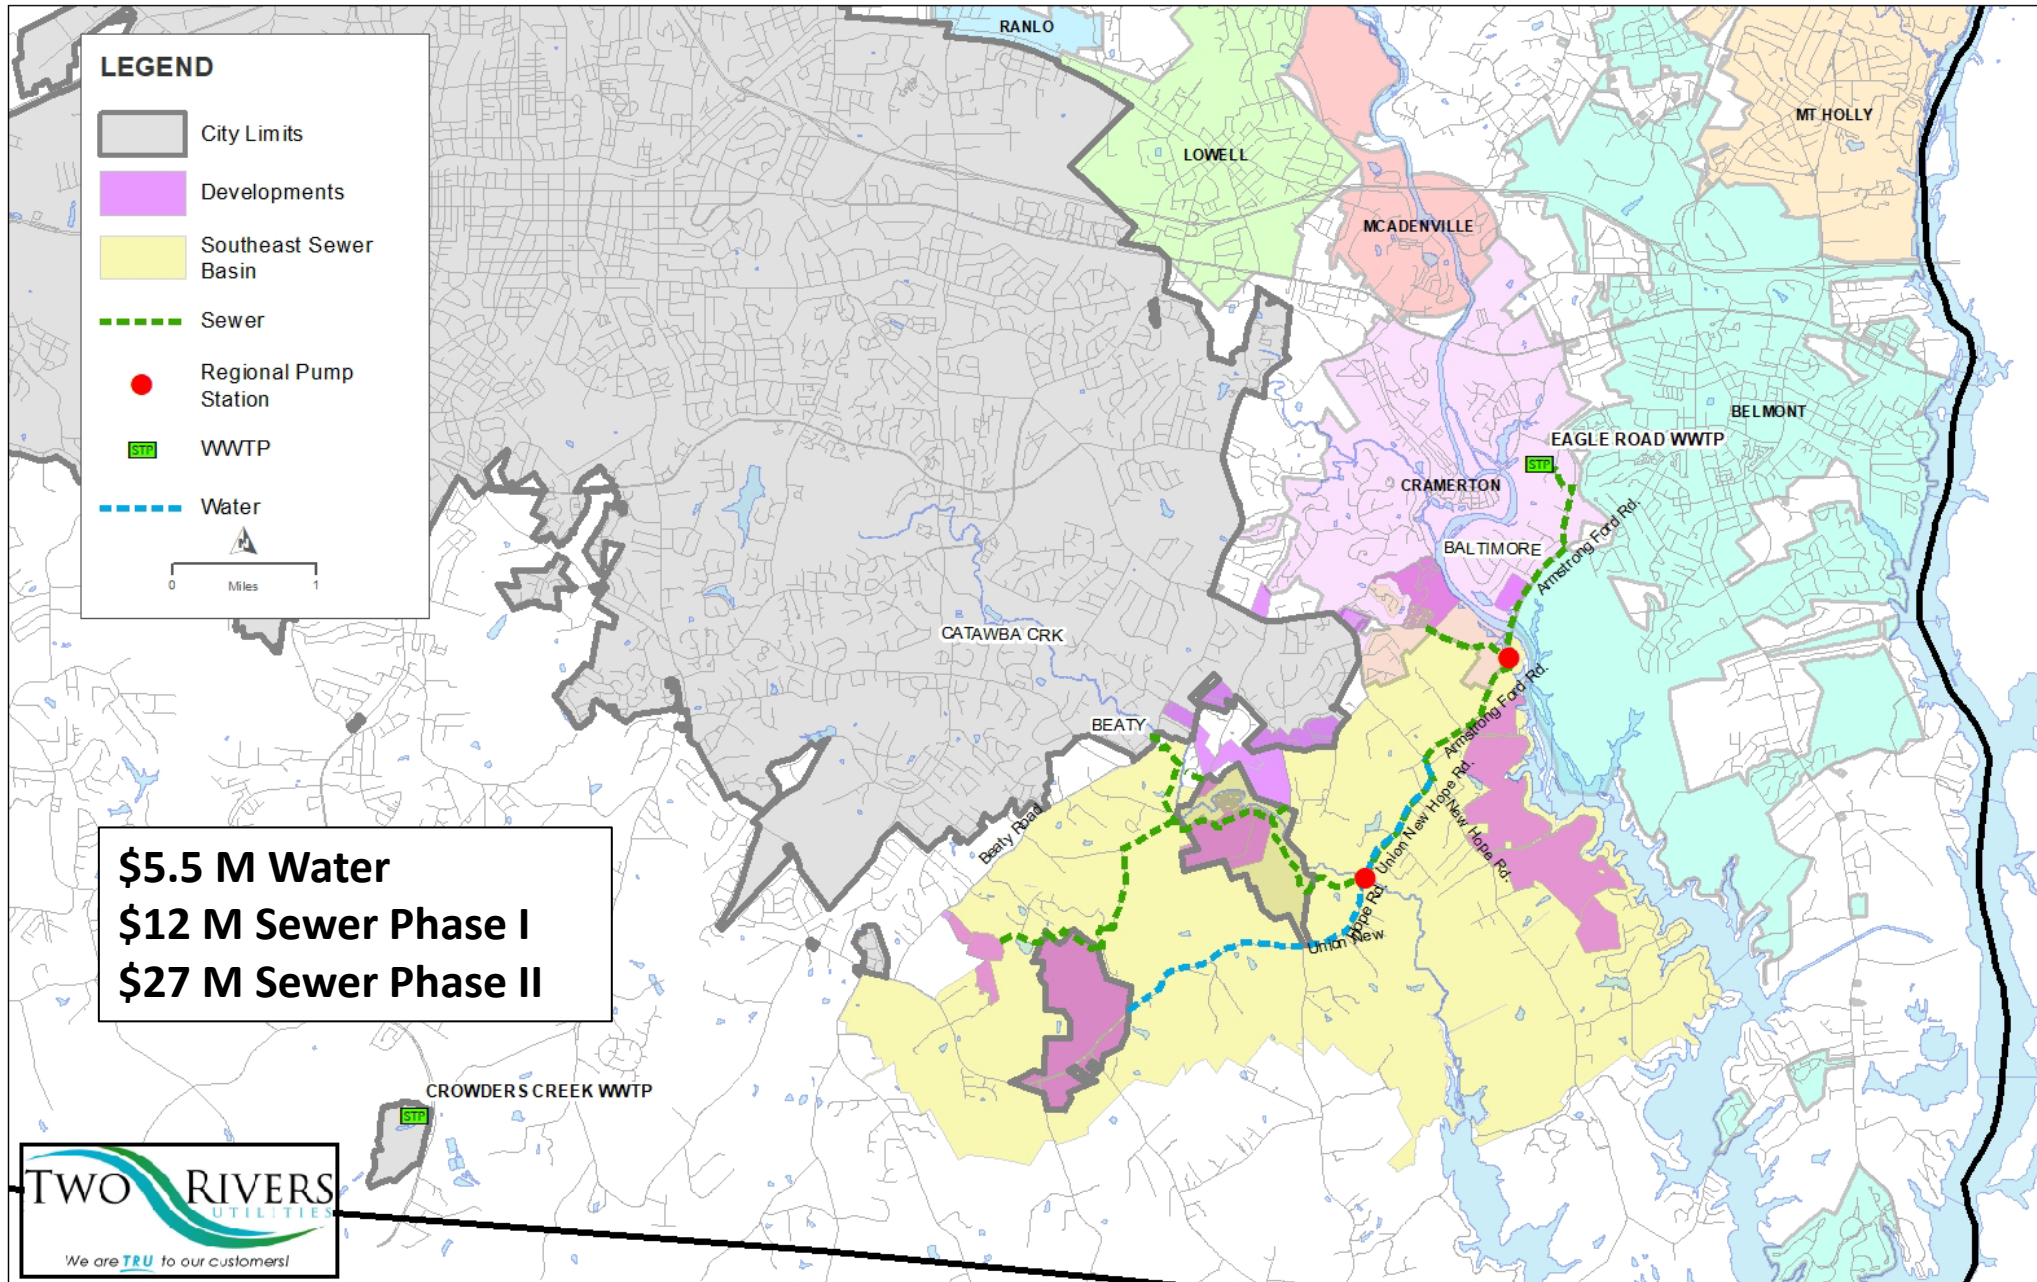 LEGEND
City Limits
Developments
Southeast Sewer
Basin
Sewer
Regional Pump
Station
STP
WWTP
Water
N
0
1
Miles
RANLO
LOWELL
MT HOLLY
MCADENVILLE
BELMONT
EAGLE ROAD WWTP
STP
CRAMERTON
BALTIMORE
Armstrong Ford Rd.
CATAWBA CRK
BEATY
Armstrong Ford Rd.
Beaty Road
Union New Hope Rd.
New Hope Rd.
Union New
Hope Rd.
$5.5 M Water
$12 M Sewer Phase I
$27 M Sewer Phase II
CROWDERS CREEK WWTP
STP
TWO RIVERS
UTILITIES
We are TRU to our customers!